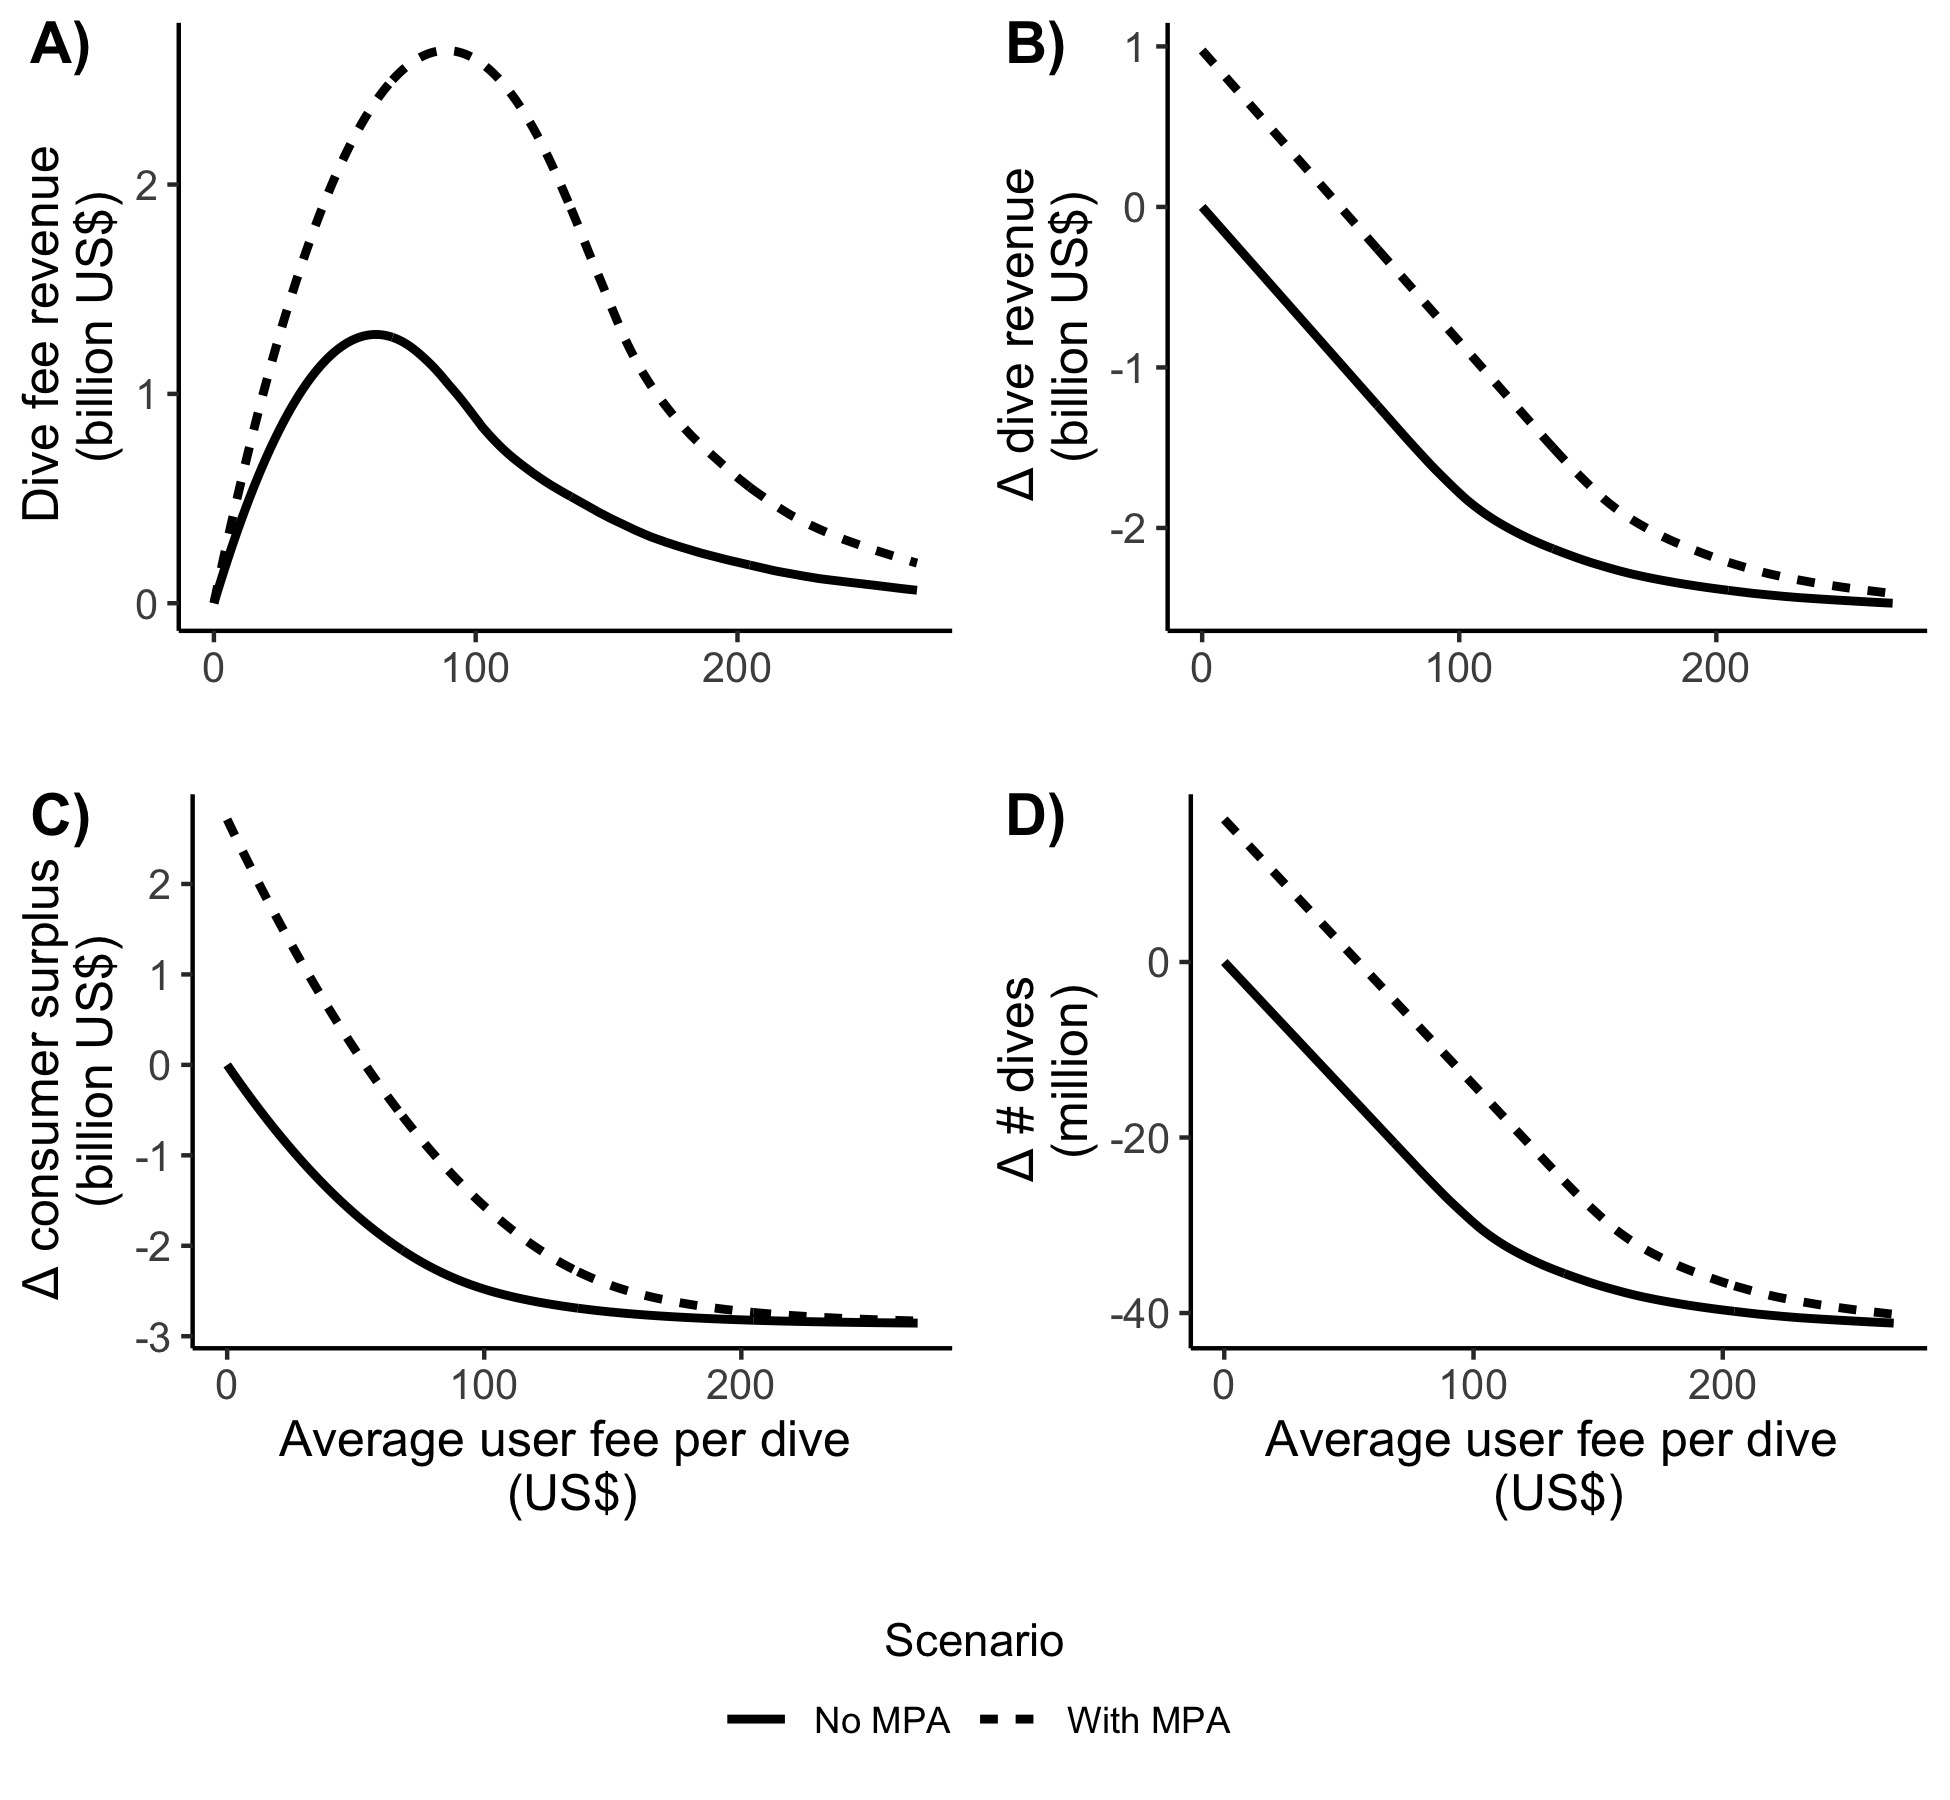 A)
Dive fee revenue
(billion US$)
2
1
0
0 100 200
B)
Δ dive revenue
(billion US$)
1
0
-1
-2
0 100 200
C)
Δ consumer surplus
(billion US$)
2
1
0
-1
-2
-3
0 100 200
Average user fee per dive
(US$)
D)
Δ # dives
(million)
0
-20
-40
0 100 200
Average user fee per dive
(US$)
Scenario
No MPA With MPA